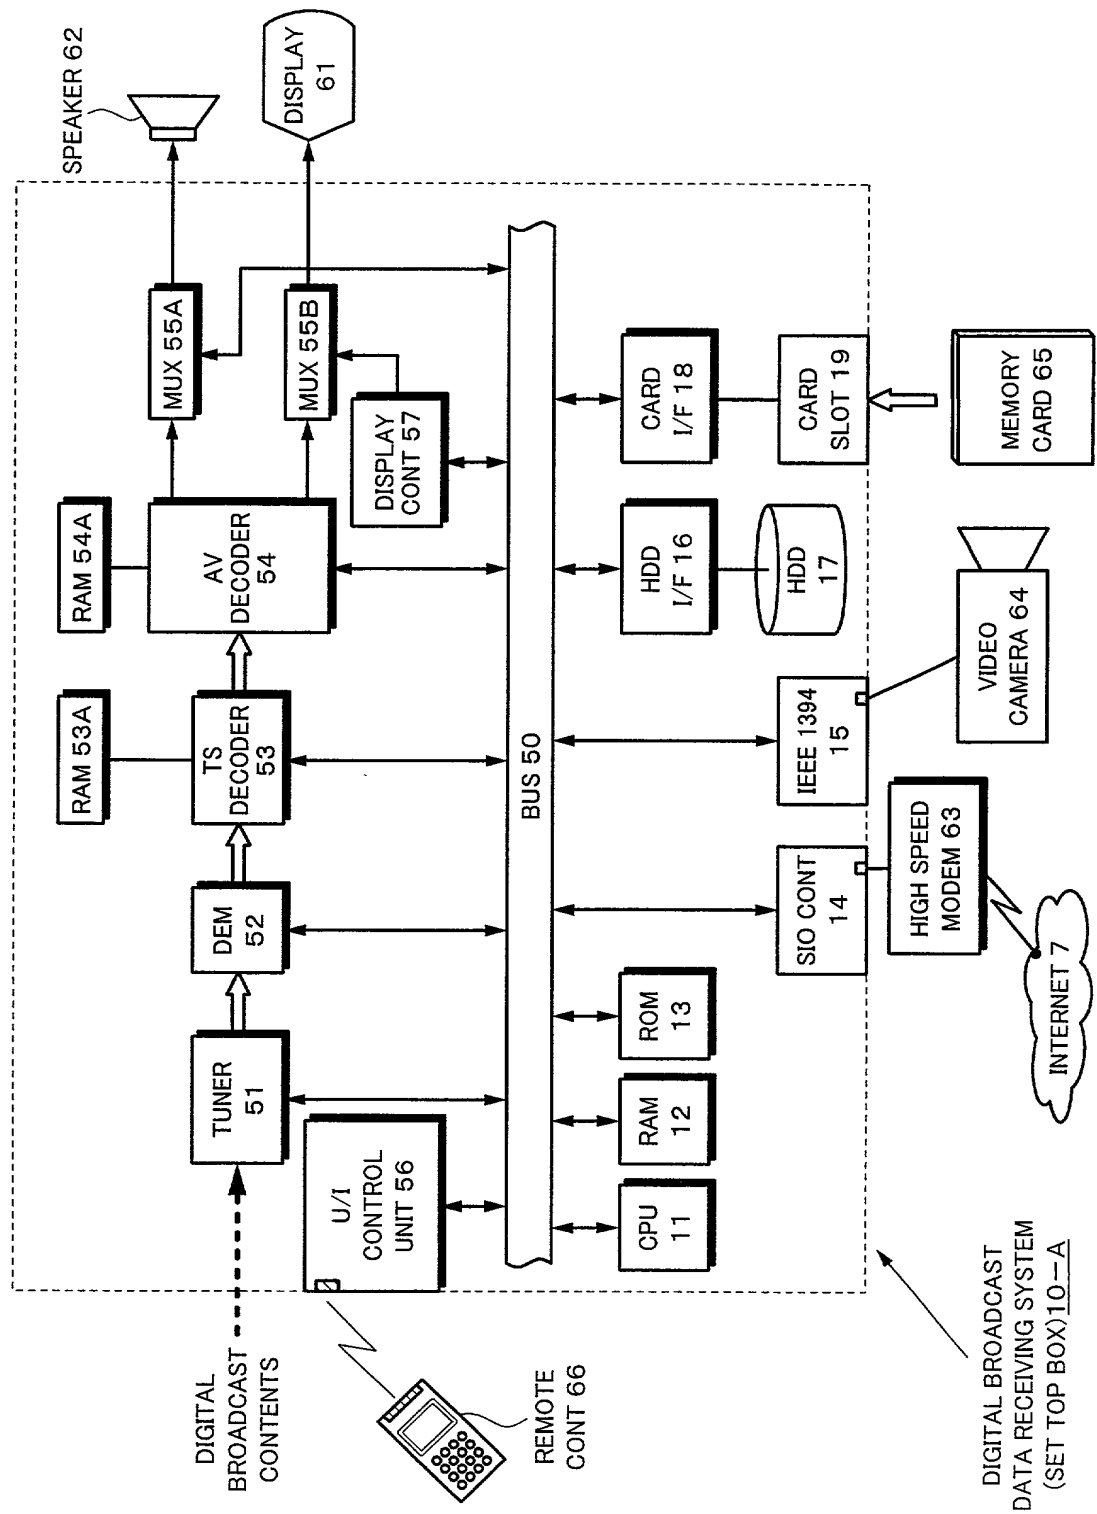 DIGITAL
BROADCAST
CONTENTS
TUNER
51
DEM
52
TS
DECODER
53
RAM 53A
AV
DECODER
54
RAM 54A
MUX 55A
MUX 55B
SPEAKER 62
DISPLAY
61
DISPLAY
CONT 57
U/I
CONTROL
UNIT 56
REMOTE
CONT 66
BUS 50
CPU
11
RAM
12
ROM
13
SIO CONT
14
IEEE 1394
15
HDD
I/F 16
HDD
17
CARD
I/F 18
CARD
SLOT 19
HIGH SPEED
MODEM 63
INTERNET 7
VIDEO
CAMERA 64
MEMORY
CARD 65
DIGITAL BROADCAST
DATA RECEIVING SYSTEM
(SET TOP BOX)10-A